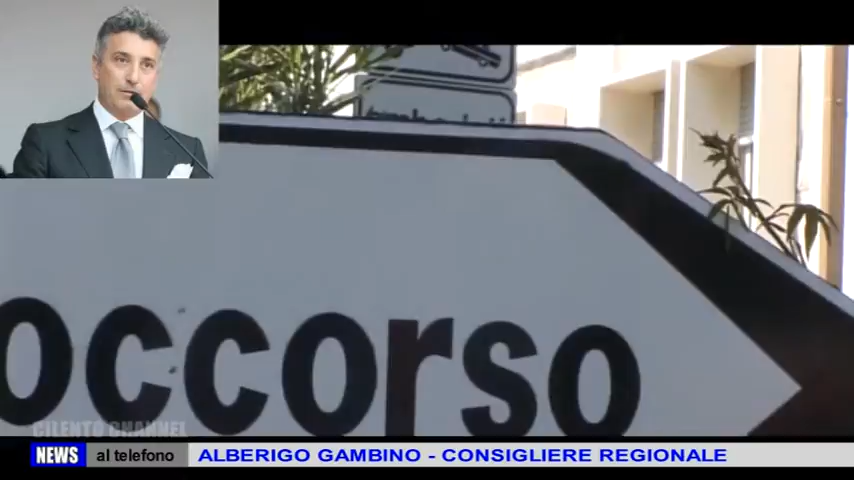 occorso
CILENTO CHANNEL
NEWS al telefono ALBERIGO GAMBINO - CONSIGLIERE REGIONALE